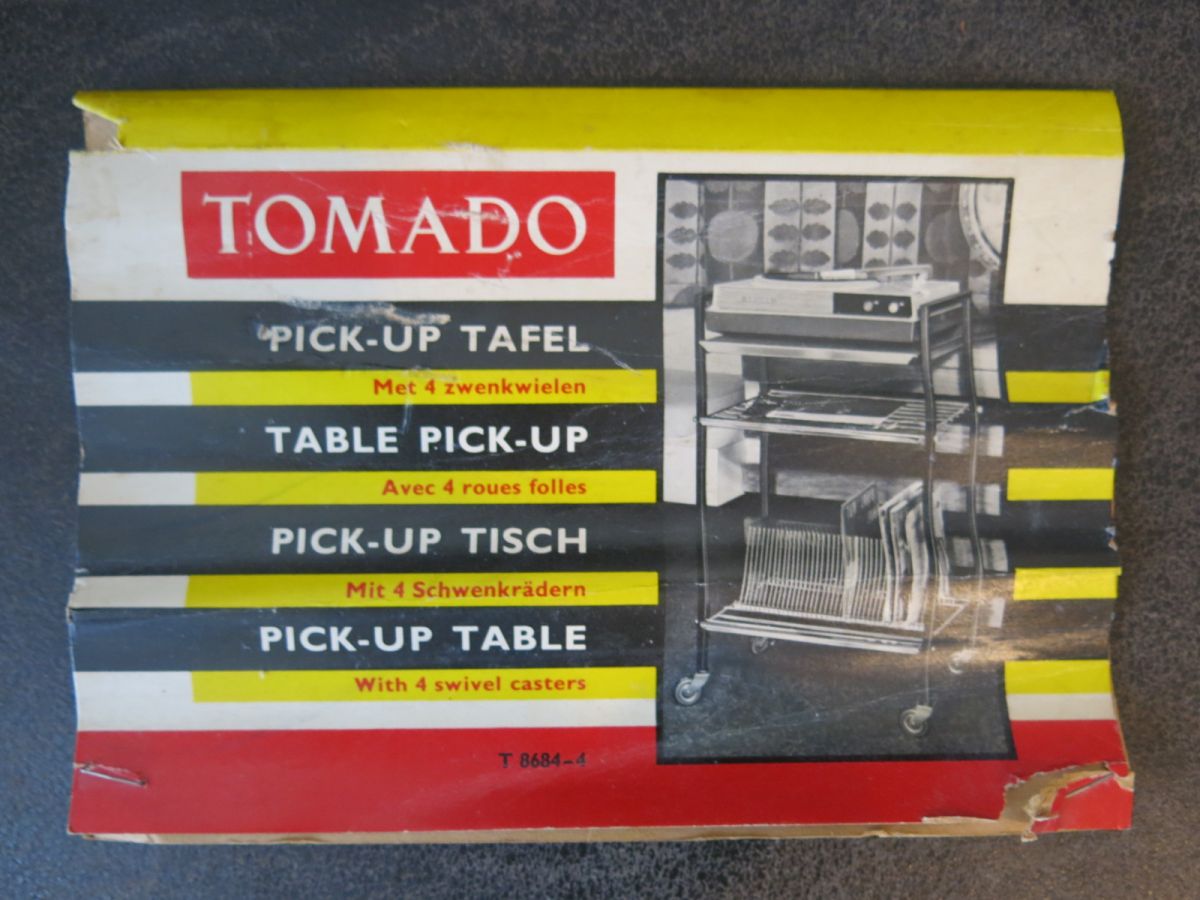 TOMADO
PICK-UP TAFEL
Met 4 zwenkwielen
TABLE PICK-UP
Avec 4 roues folles
PICK-UP TISCH
Mit 4 Schwenkrädern
PICK-UP TABLE
With 4 swivel casters
T 8684-4